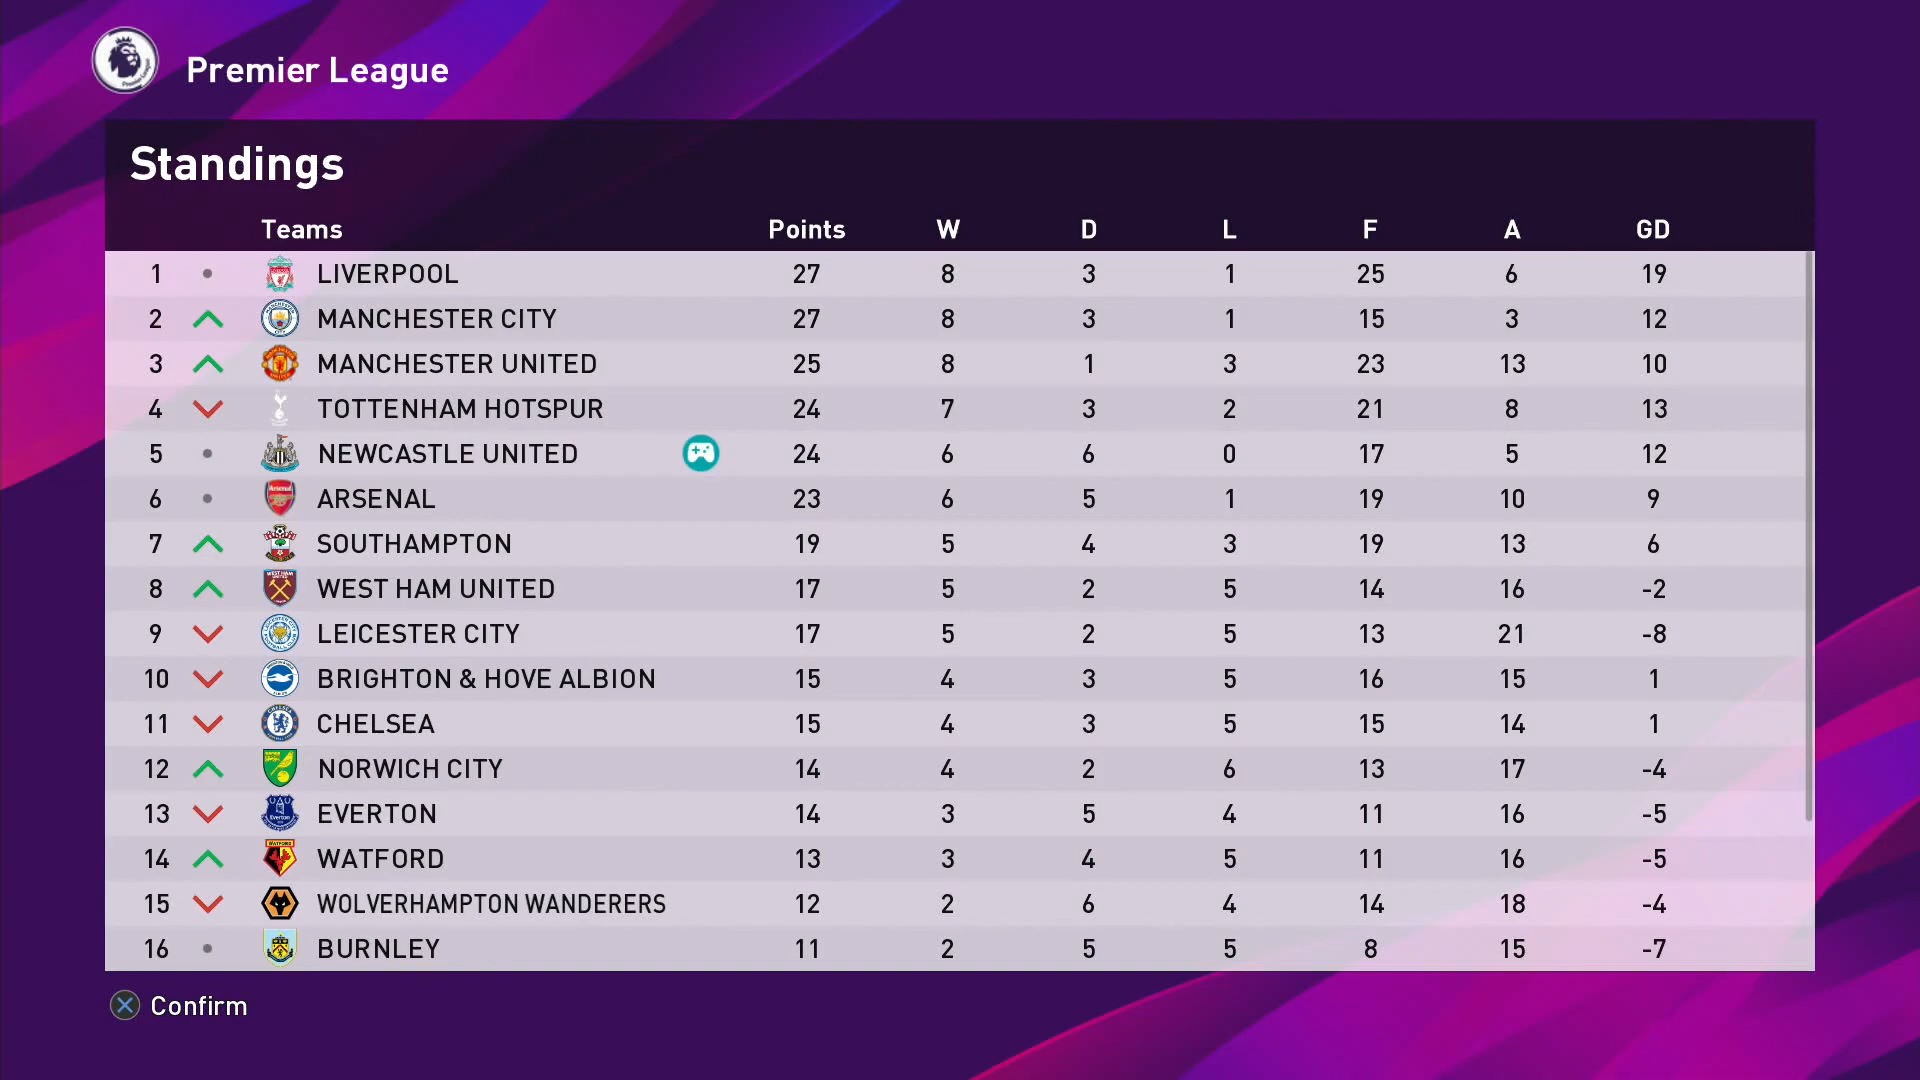 Premier League
Standings
Teams Points W D L F A GD
1 LIVERPOOL 27 8 3 1 25 6 19
2 MANCHESTER CITY 27 8 3 1 15 3 12
3 MANCHESTER UNITED 25 8 1 3 23 13 10
4 TOTTENHAM HOTSPUR 24 7 3 2 21 8 13
5 NEWCASTLE UNITED 24 6 6 0 17 5 12
6 ARSENAL 23 6 5 1 19 10 9
7 SOUTHAMPTON 19 5 4 3 19 13 6
8 WEST HAM UNITED 17 5 2 5 14 16 -2
9 LEICESTER CITY 17 5 2 5 13 21 -8
10 BRIGHTON & HOVE ALBION 15 4 3 5 16 15 1
11 CHELSEA 15 4 3 5 15 14 1
12 NORWICH CITY 14 4 2 6 13 17 -4
13 EVERTON 14 3 5 4 11 16 -5
14 WATFORD 13 3 4 5 11 16 -5
15 WOLVERHAMPTON WANDERERS 12 2 6 4 14 18 -4
16 BURNLEY 11 2 5 5 8 15 -7
Confirm